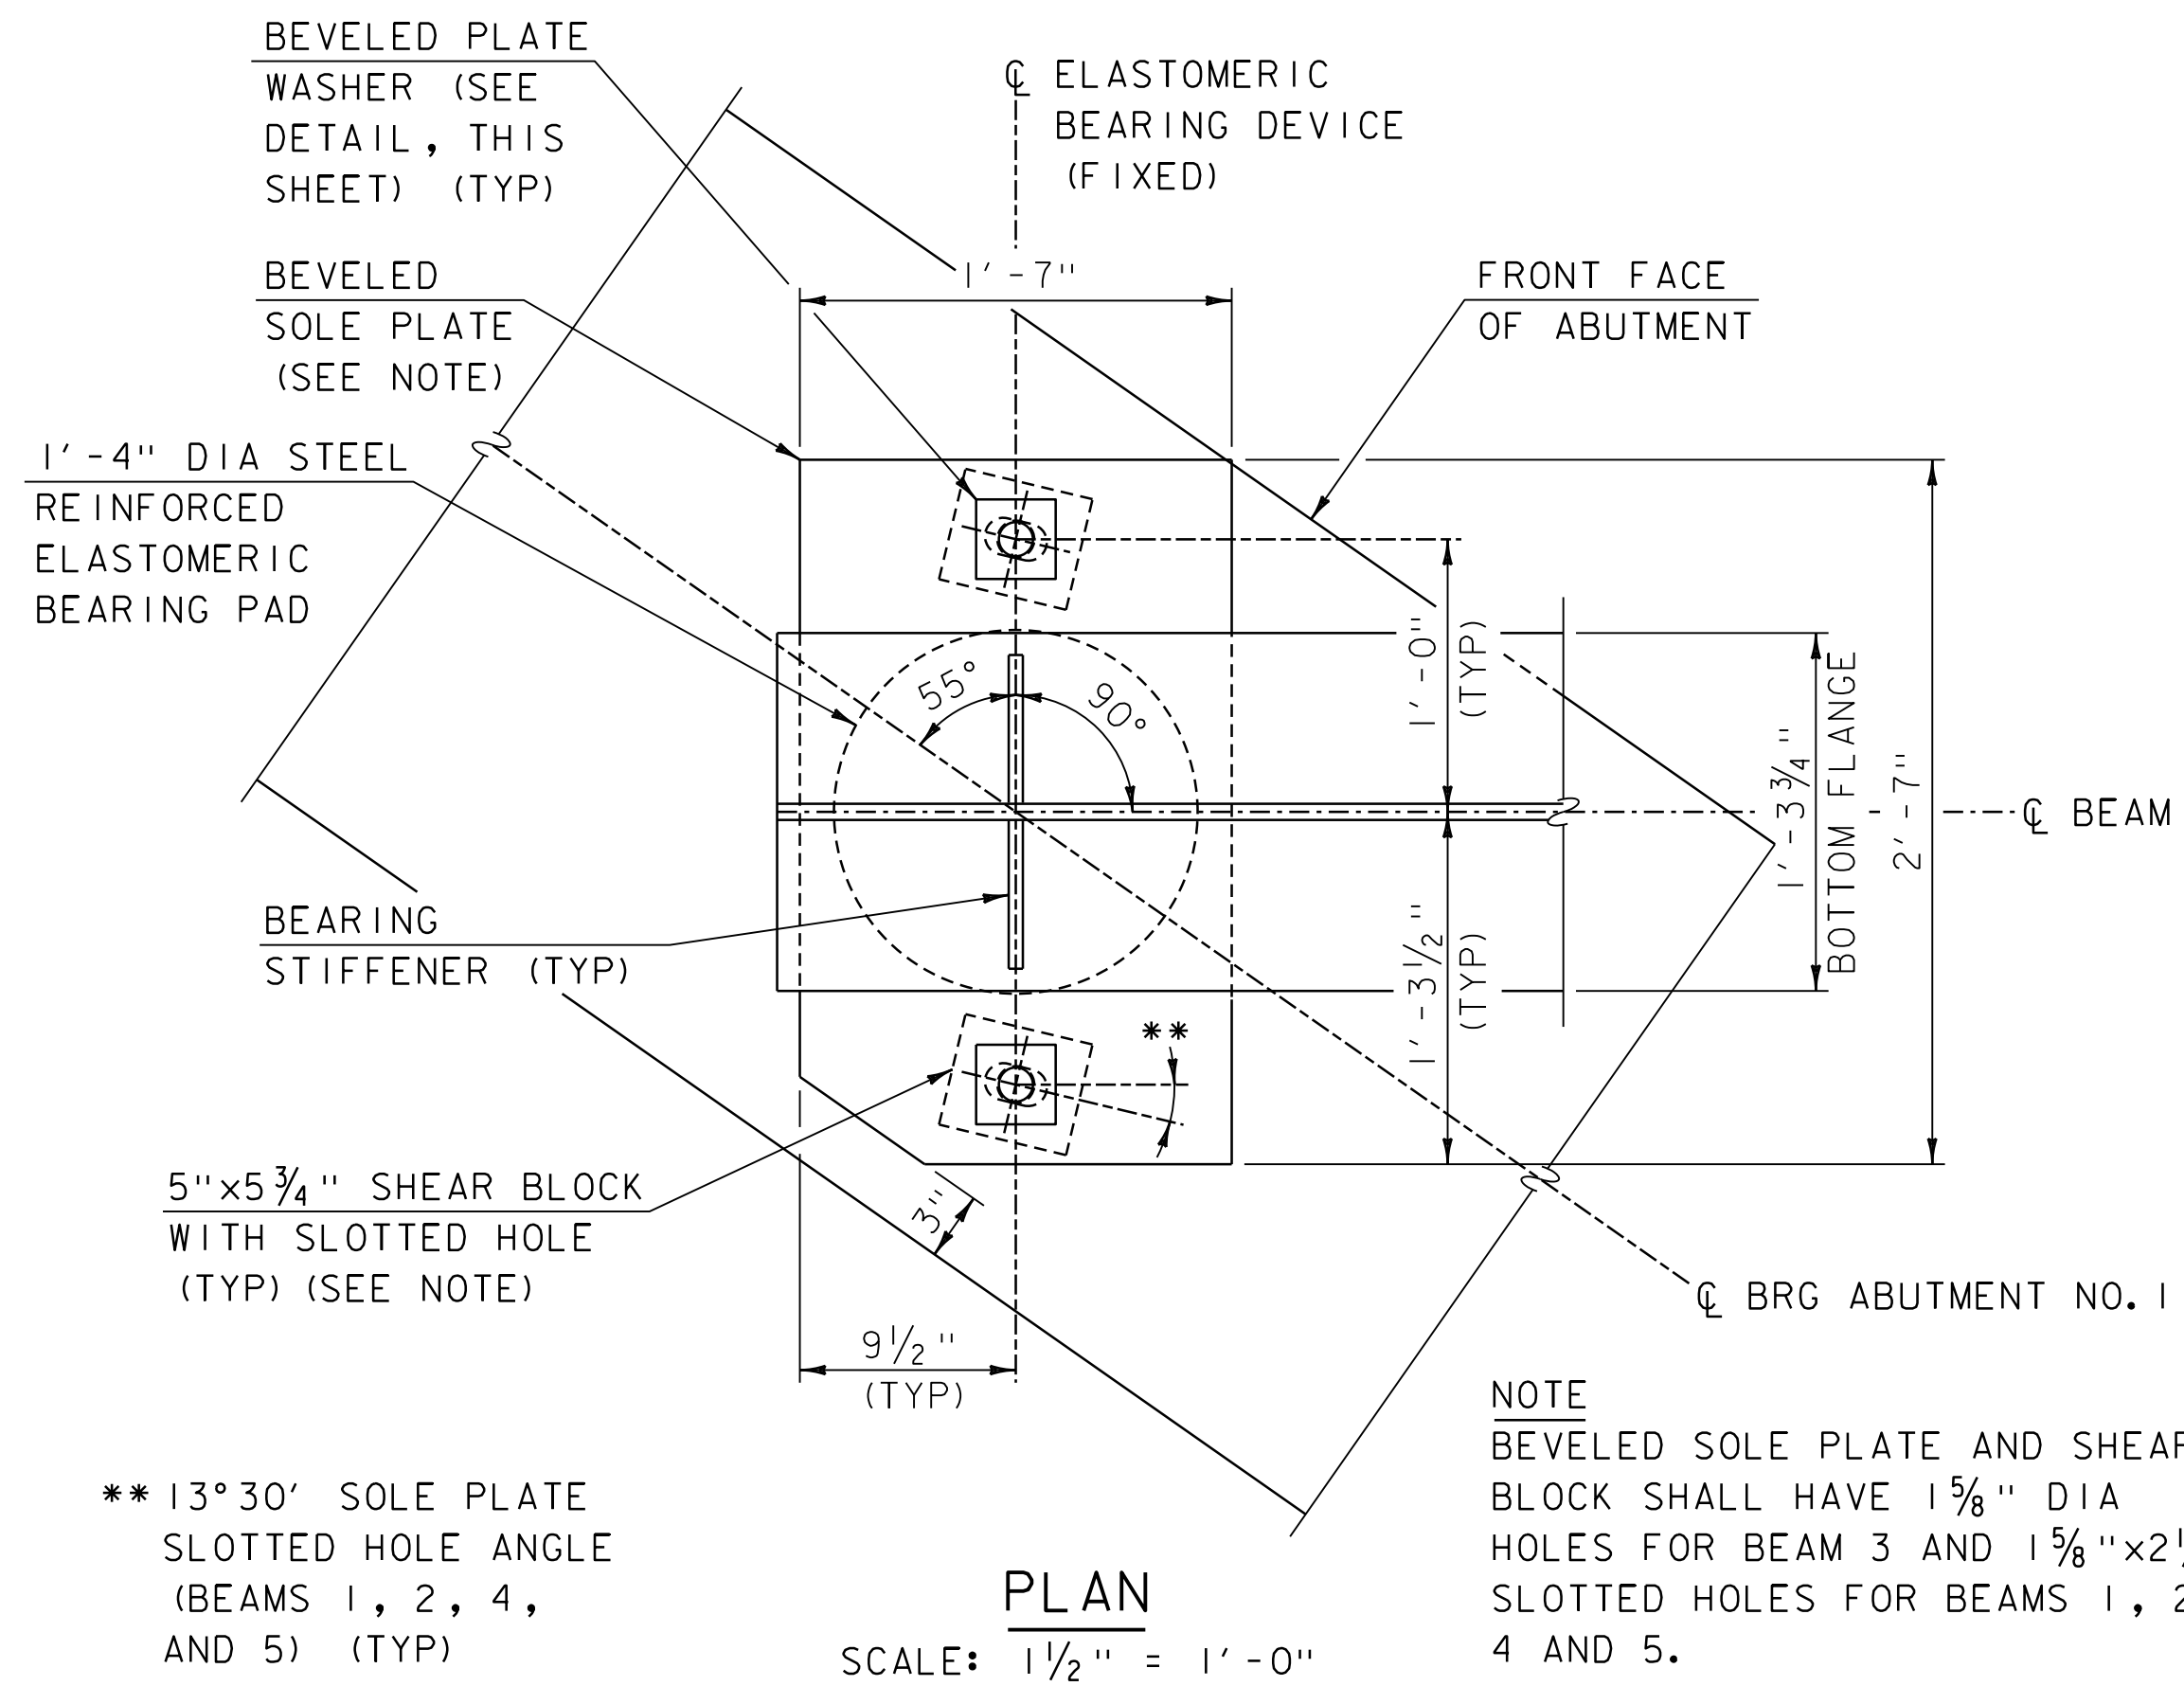 BEVELED PLATE
WASHER (SEE
DETAIL, THIS
SHEET) (TYP)
℄ ELASTOMERIC
BEARING DEVICE
(FIXED)
1'-7"
BEVELED
SOLE PLATE
(SEE NOTE)
FRONT FACE
OF ABUTMENT
1'-4" DIA STEEL
REINFORCED
ELASTOMERIC
BEARING PAD
55°
90°
1'-0"
(TYP)
1'-3¾"
BOTTOM FLANGE
2'-7"
℄ BEAM
BEARING
STIFFENER (TYP)
1'-3½"
(TYP)
**
5"x5¾" SHEAR BLOCK
WITH SLOTTED HOLE
(TYP) (SEE NOTE)
3"
℄ BRG ABUTMENT NO. 1
9½"
(TYP)
** 13°30' SOLE PLATE
SLOTTED HOLE ANGLE
(BEAMS 1, 2, 4,
AND 5) (TYP)
PLAN
SCALE: 1½" = 1'-0"
NOTE
BEVELED SOLE PLATE AND SHEAR
BLOCK SHALL HAVE 1⅝" DIA
HOLES FOR BEAM 3 AND 1⅝"x2
SLOTTED HOLES FOR BEAMS 1, 2
4 AND 5.